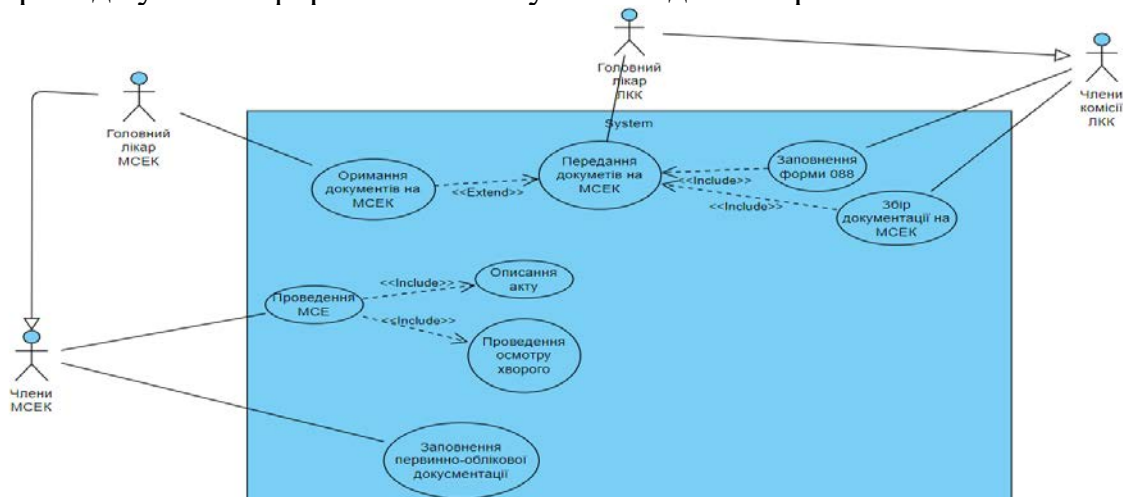 Головний
лікар
ЛКК
Головний
лікар
МСЕК
Члени
комісії
ЛКК
System
Оримання
документів на
МСЕК
<<Extend>>
Передання
докуметів на
МСЕК
<<Include>>
Заповнення
форми 088
<<Include>>
Збір
документації на
МСЕК
Проведення
МСЕ
<<Include>>
Описання
акту
<<Include>>
Проведення
осмотру
хворого
Члени
МСЕК
Заповнення
первинно-облікової
докусментації